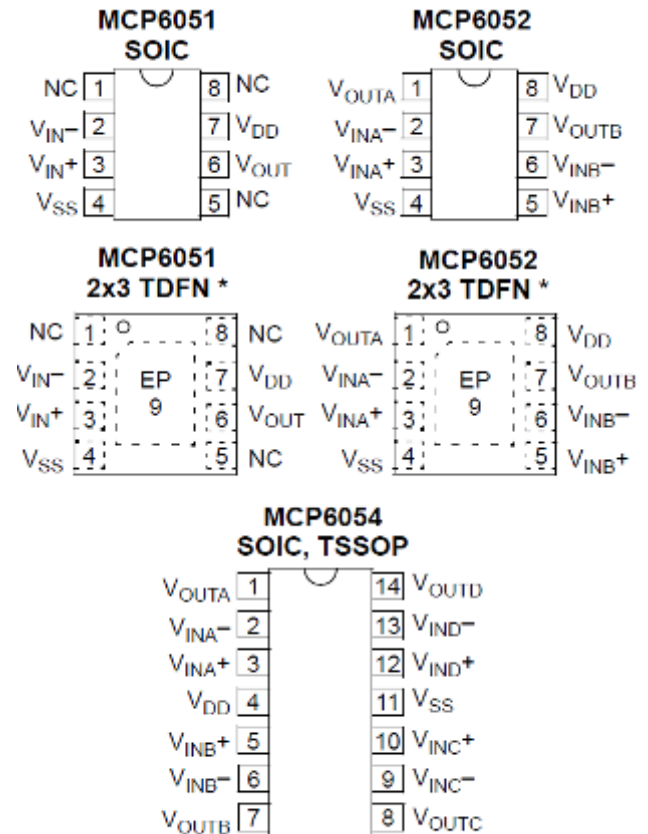 MCP6051 MCP6052
SOIC SOIC
NC 1 8 NC VOUTA 1 8 VDD
VIN– 2 7 VDD VINA– 2 7 VOUTB
VIN+ 3 6 VOUT VINA+ 3 6 VINB–
VSS 4 5 NC VSS 4 5 VINB+
MCP6051 MCP6052
2x3 TDFN * 2x3 TDFN *
NC 1 8 NC VOUTA 1 8 VDD
VIN– 2 EP 7 VDD VINA– 2 EP 7 VOUTB
VIN+ 3 9 6 VOUT VINA+ 3 9 6 VINB–
VSS 4 5 NC VSS 4 5 VINB+
MCP6054
SOIC, TSSOP
VOUTA 1 14 VOUTD
VINA– 2 13 VIND–
VINA+ 3 12 VIND+
VDD 4 11 VSS
VINB+ 5 10 VINC+
VINB– 6 9 VINC–
VOUTB 7 8 VOUTC